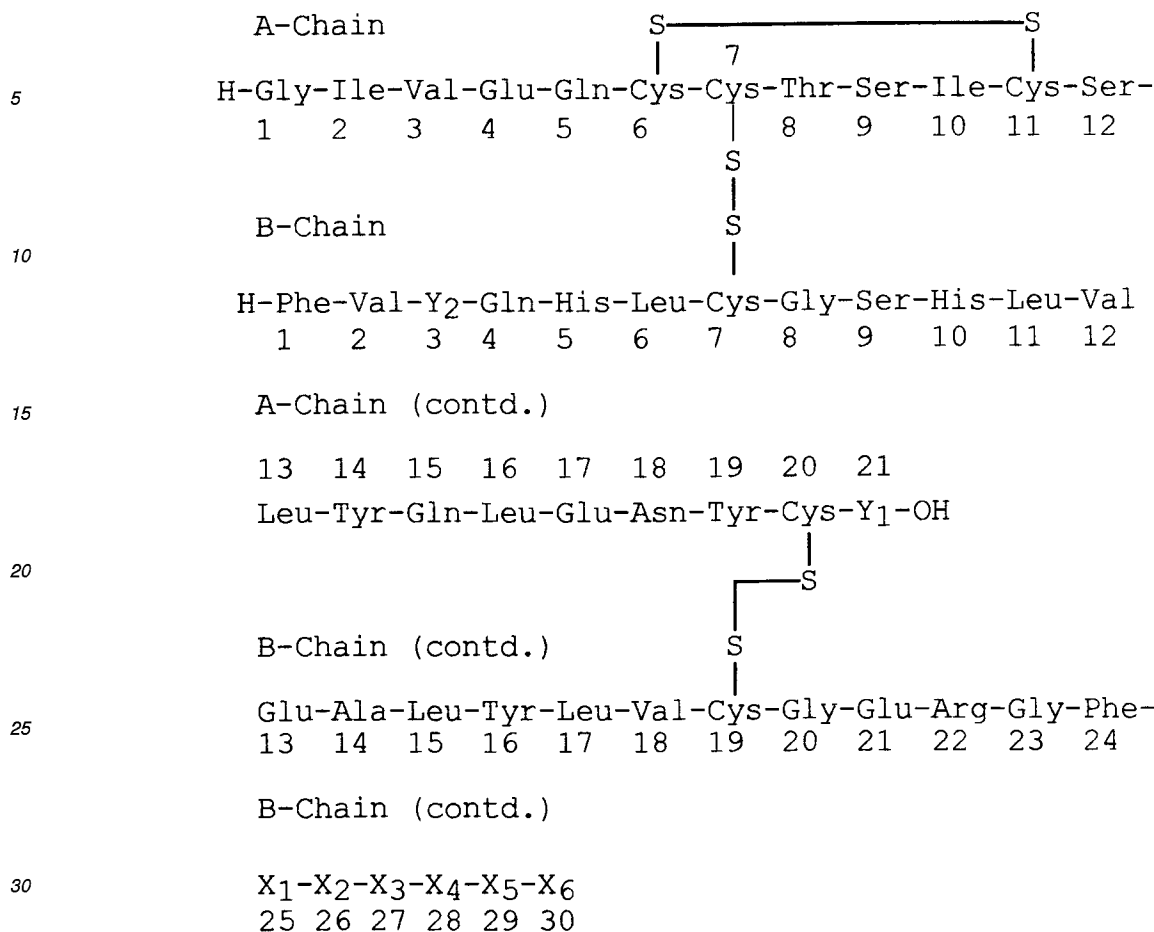 A-Chain S S
7
5 H-Gly-Ile-Val-Glu-Gln-Cys-Cys-Thr-Ser-Ile-Cys-Ser-
1 2 3 4 5 6 8 9 10 11 12
S
B-Chain S
10
H-Phe-Val-Y2-Gln-His-Leu-Cys-Gly-Ser-His-Leu-Val
1 2 3 4 5 6 7 8 9 10 11 12
15 A-Chain (contd.)
13 14 15 16 17 18 19 20 21
Leu-Tyr-Gln-Leu-Glu-Asn-Tyr-Cys-Y1-OH
20 S
B-Chain (contd.) S
25 Glu-Ala-Leu-Tyr-Leu-Val-Cys-Gly-Glu-Arg-Gly-Phe-
13 14 15 16 17 18 19 20 21 22 23 24
B-Chain (contd.)
30 X1-X2-X3-X4-X5-X6
25 26 27 28 29 30